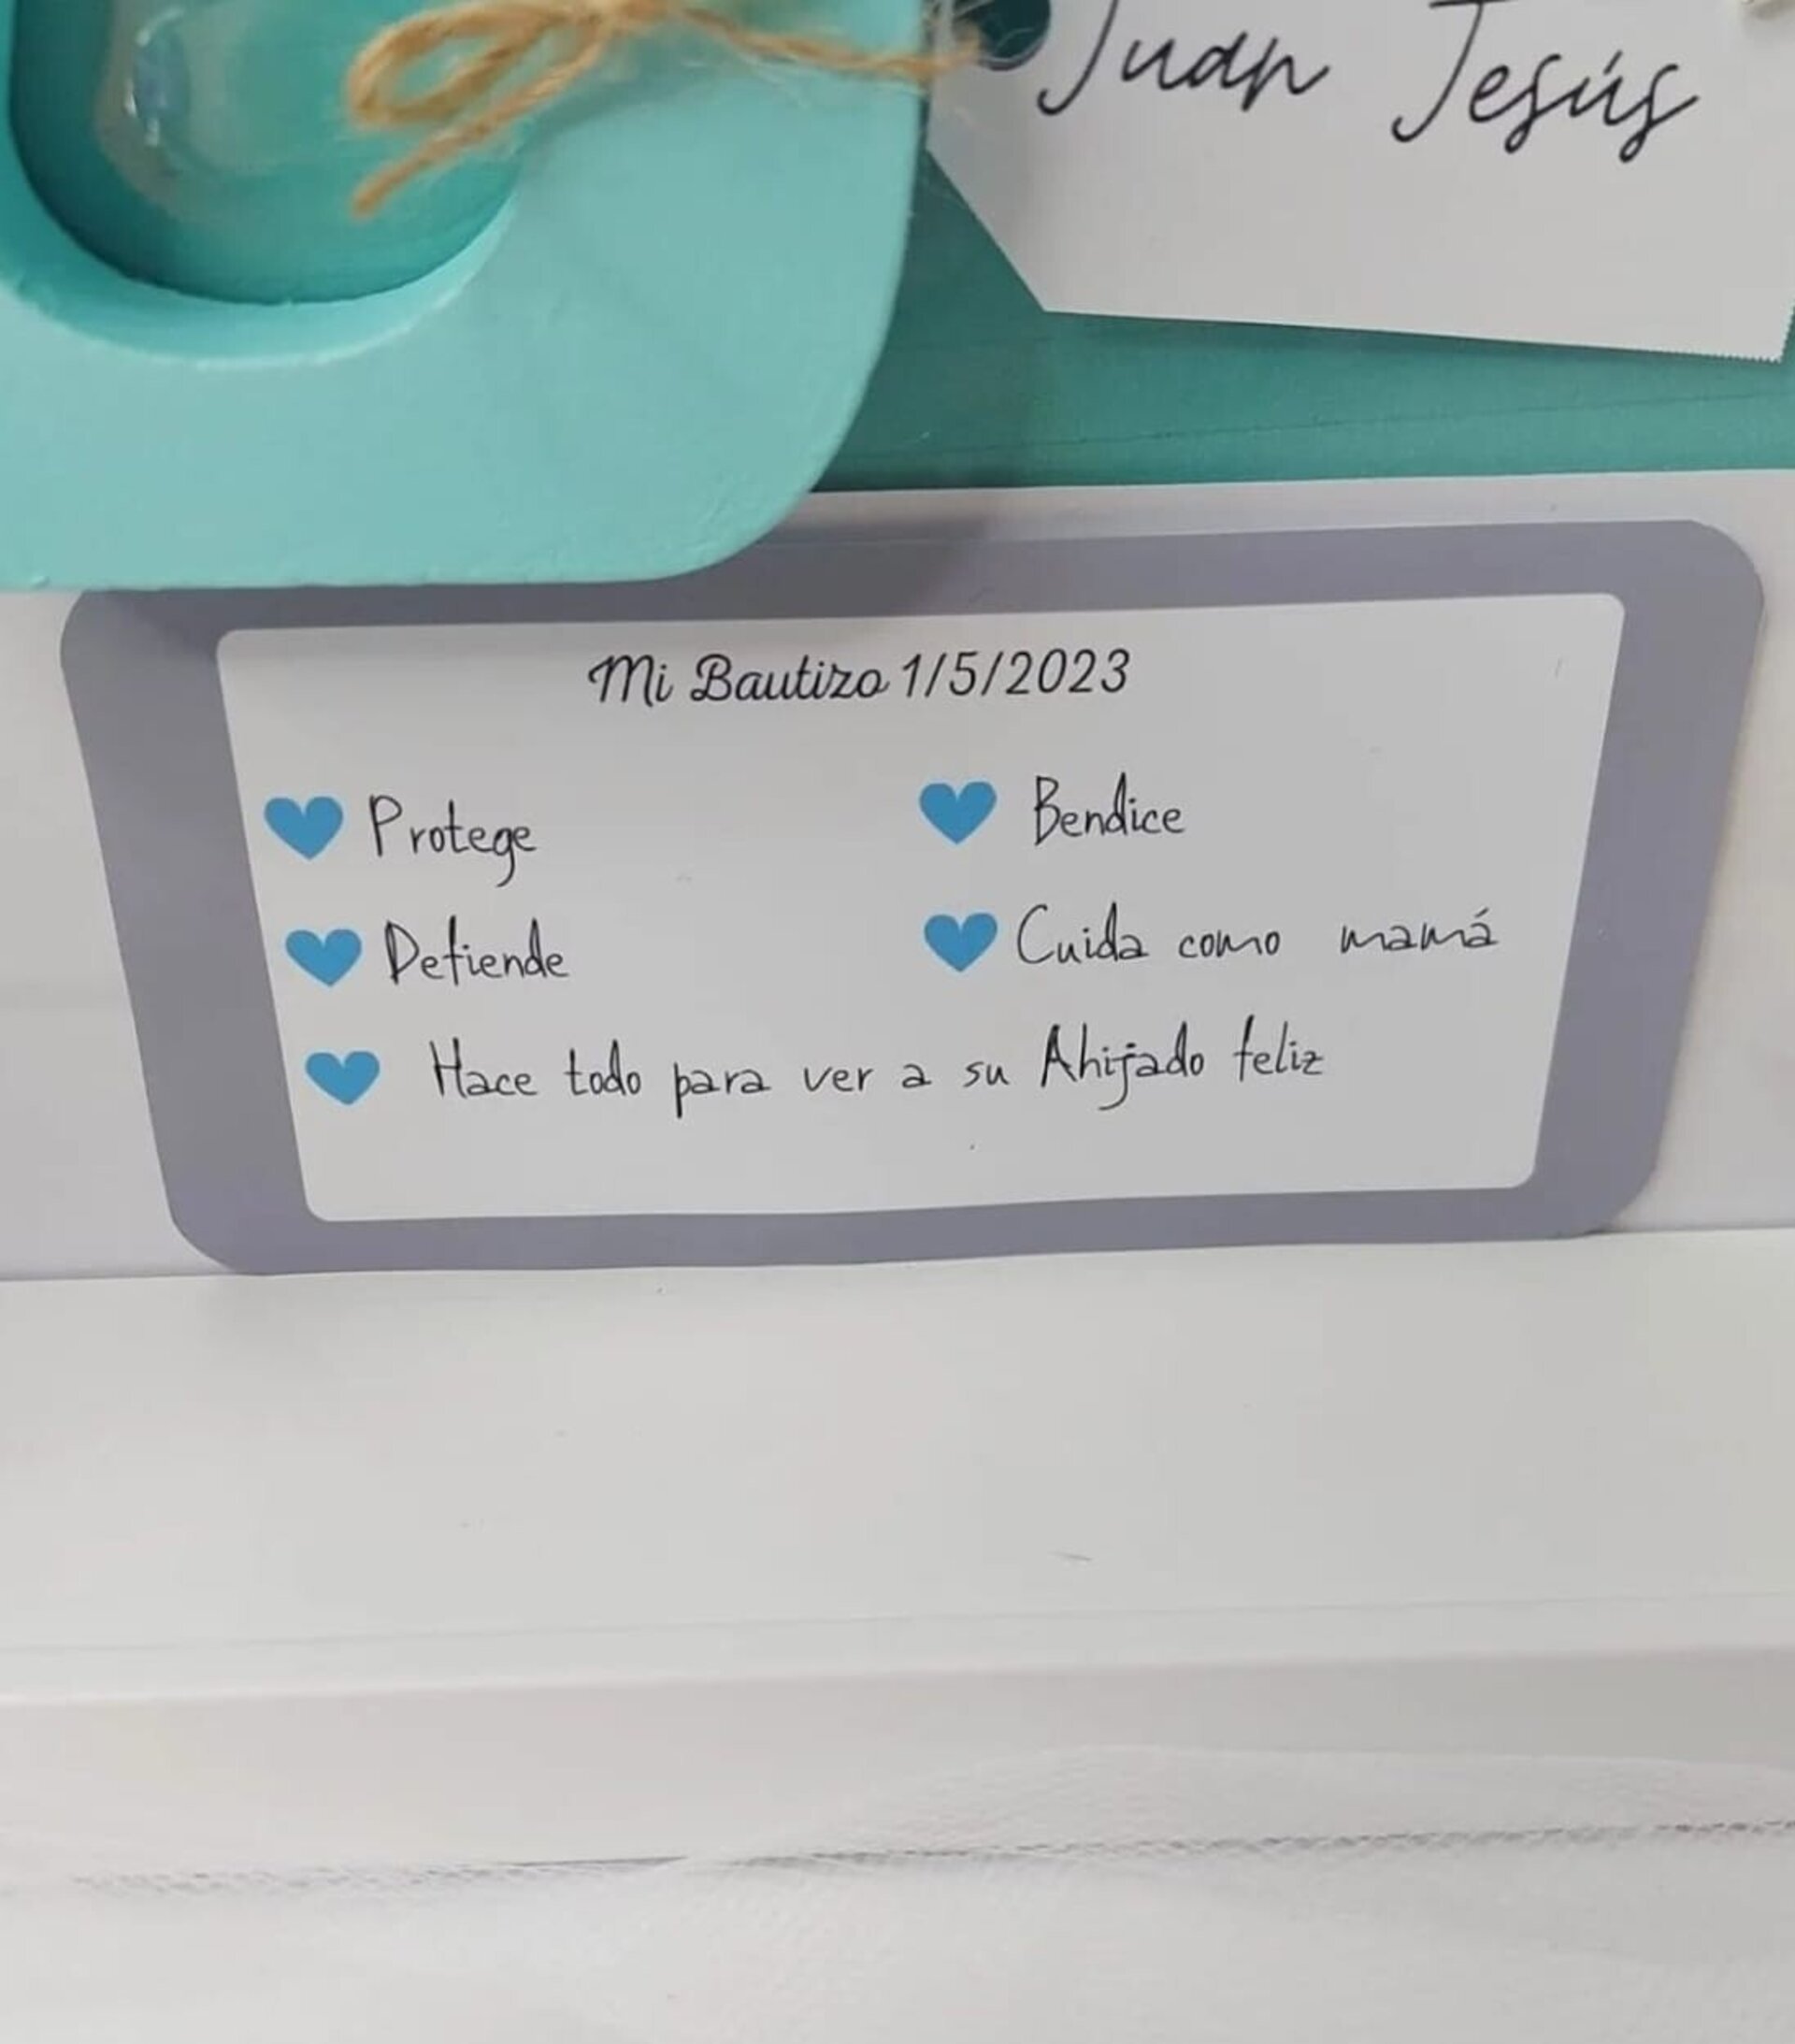 Juan Jesús
Mi Bautizo 1/5/2023
Protege
Bendice
Defiende
Cuida como mamá
Hace todo para ver a su Ahijado feliz